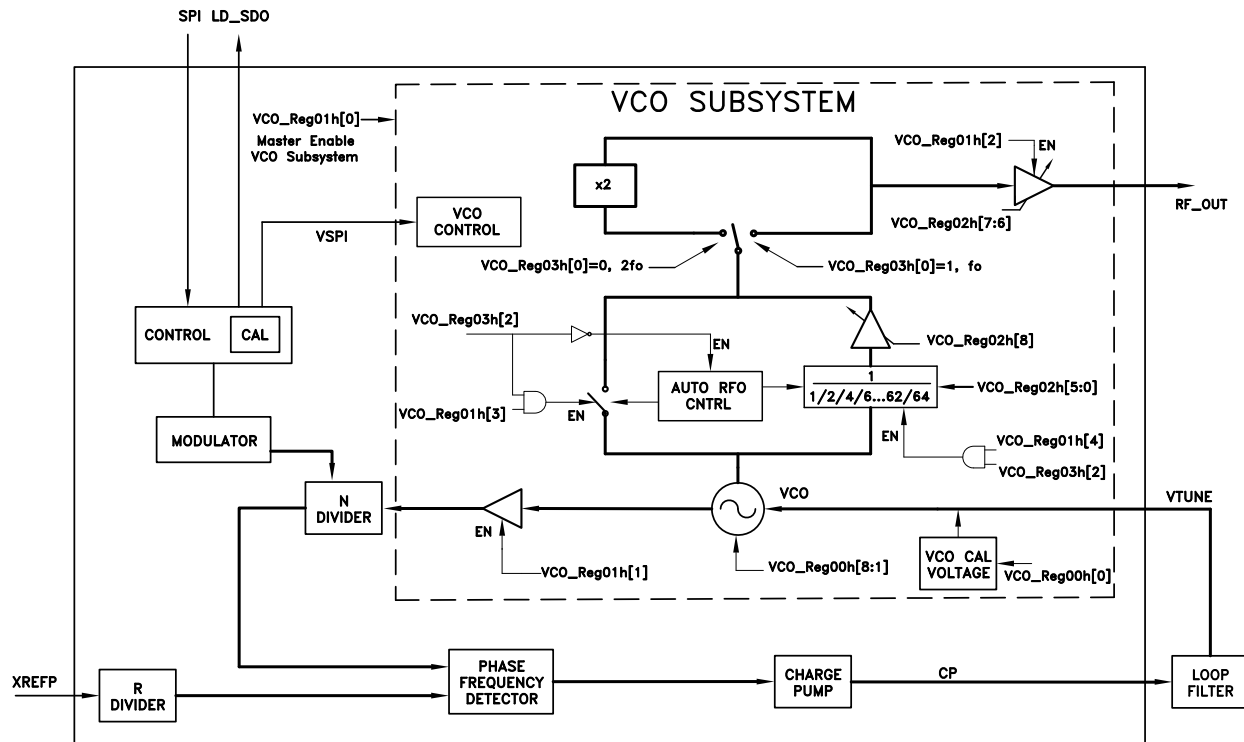 SPI LD_SDO
VCO SUBSYSTEM
VCO_Reg01h[0]
Master Enable
VCO Subsystem
VCO_Reg01h[2]
EN
x2
RF_OUT
VCO
CONTROL
VCO_Reg02h[7:6]
VSPI
VCO_Reg03h[0]=0, 2fo
VCO_Reg03h[0]=1, fo
CONTROL
CAL
VCO_Reg03h[2]
EN
VCO_Reg02h[8]
AUTO RFO
CNTRL
1
1/2/4/6...62/64
VCO_Reg02h[5:0]
VCO_Reg01h[3]
EN
MODULATOR
EN
VCO_Reg01h[4]
VCO_Reg03h[2]
N
DIVIDER
VCO
VTUNE
EN
VCO_Reg01h[1]
VCO_Reg00h[8:1]
VCO CAL
VOLTAGE
VCO_Reg00h[0]
XREFP
R
DIVIDER
PHASE
FREQUENCY
DETECTOR
CHARGE
PUMP
CP
LOOP
FILTER